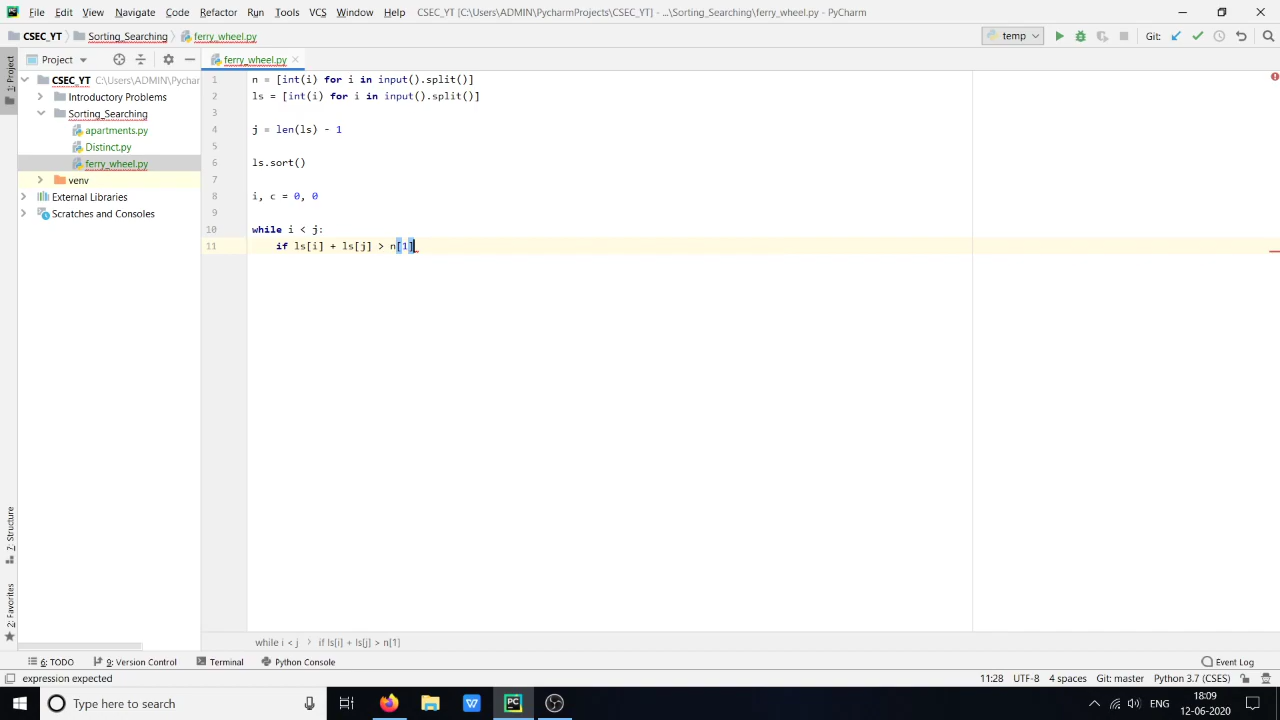 File Edit View Navigate Code Refactor Run Tools VCS Window Help CSEC_YT [C:\Users\ADMIN\PycharmProjects\CSEC_YT] - ...\Sorting_Searching\ferry_wheel.py - PyCharm
CSEC_YT Sorting_Searching ferry_wheel.py temp Git:
1: Project
Project ferry_wheel.py
CSEC_YT C:\Users\ADMIN\Pychar
Introductory Problems
Sorting_Searching
apartments.py
Distinct.py
ferry_wheel.py
venv
External Libraries
Scratches and Consoles
1 n = [int(i) for i in input().split()]
2 ls = [int(i) for i in input().split()]
3
4 j = len(ls) - 1
5
6 ls.sort()
7
8 i, c = 0, 0
9
10 while i < j:
11 if ls[i] + ls[j] > n[1]
7: Structure
2: Favorites
while i < j if ls[i] + ls[j] > n[1]
6: TODO 9: Version Control Terminal Python Console Event Log
expression expected 11:28 UTF-8 4 spaces Git: master Python 3.7 (CSES)
Type here to search ENG 18:09
12-06-2020